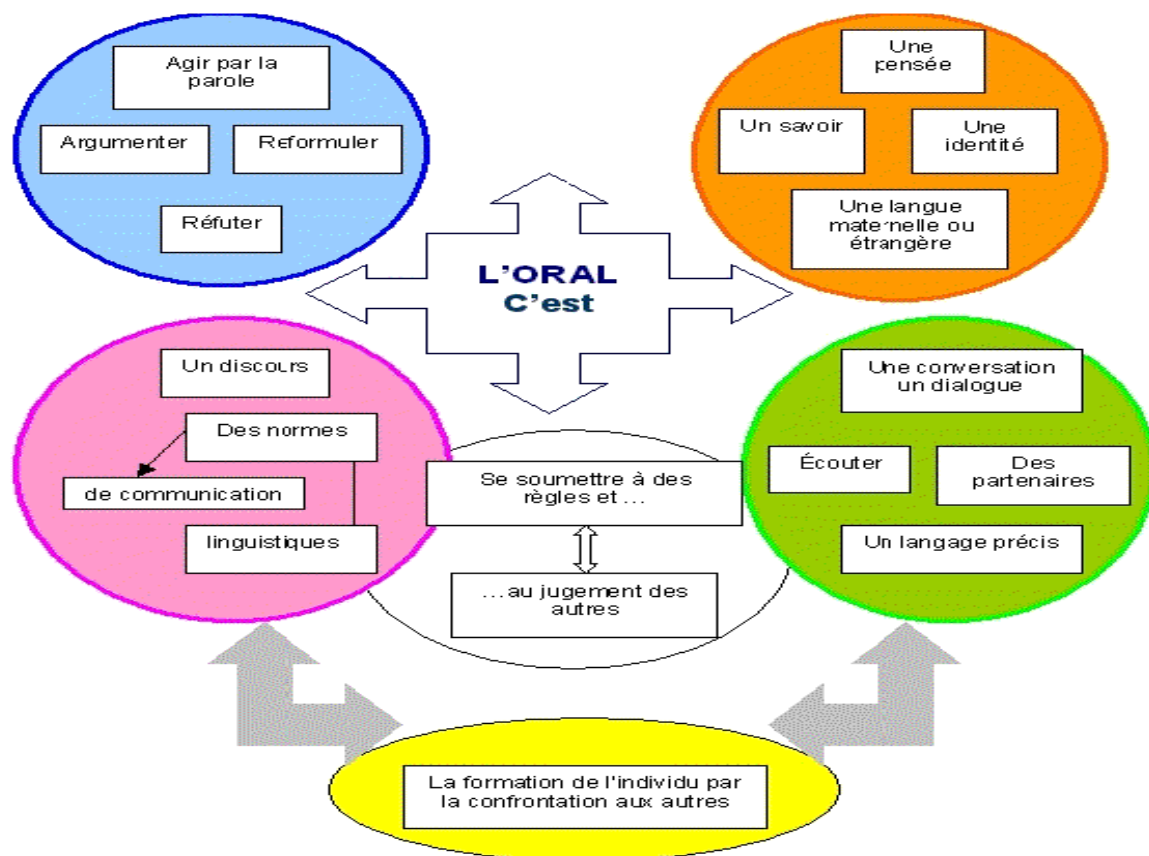 Agir par la
parole
Argumenter
Reformuler
Réfuter
Une
pensée
Un savoir
Une
identité
Une langue
maternelle ou
étrangère
L'ORAL
C'est
Un discours
Des normes
de communication
linguistiques
Se soumettre à des
règles et …
…au jugement des
autres
Une conversation
un dialogue
Écouter
Des
partenaires
Un langage précis
La formation de l'individu par
la confrontation aux autres